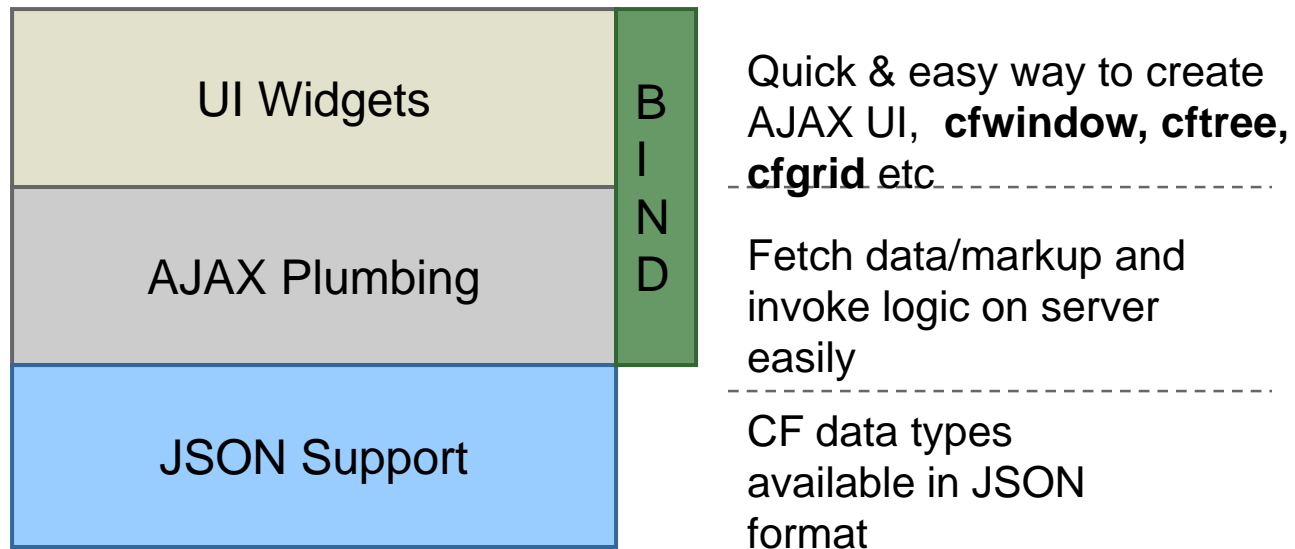 UI Widgets
AJAX Plumbing
JSON Support
B
I
N
D
Quick & easy way to create
AJAX UI, cfwindow, cftree,
cfgrid etc
Fetch data/markup and
invoke logic on server
easily
CF data types
available in JSON
format